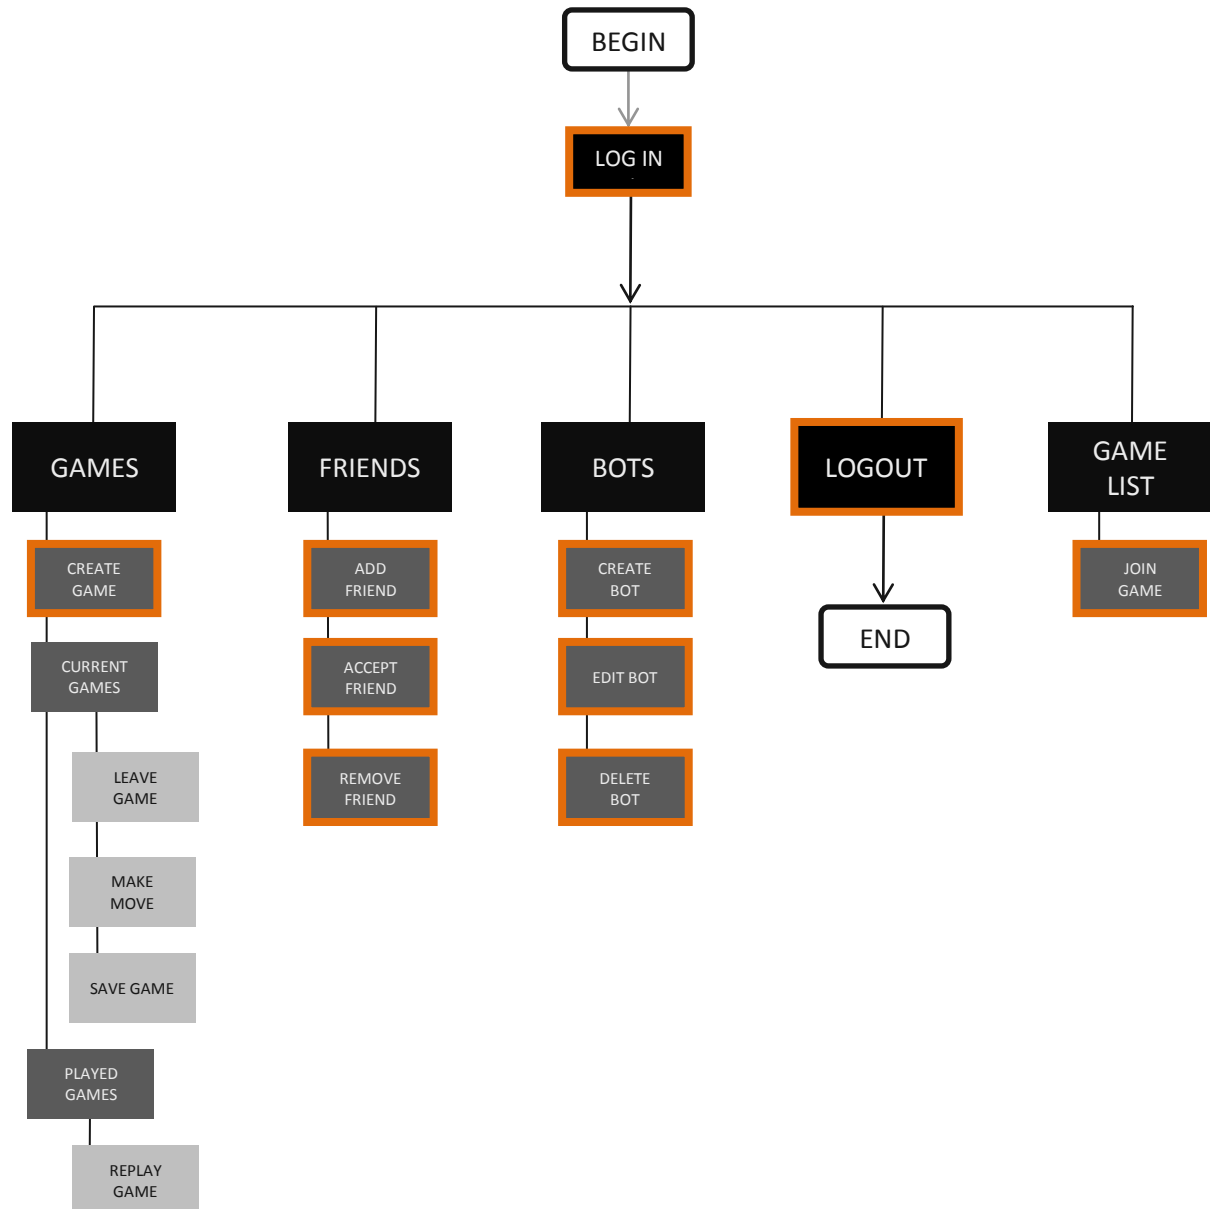 BEGIN
LOG IN
GAMES
FRIENDS
BOTS
LOGOUT
GAME
LIST
CREATE
GAME
CURRENT
GAMES
LEAVE
GAME
MAKE
MOVE
SAVE GAME
PLAYED
GAMES
REPLAY
GAME
ADD
FRIEND
ACCEPT
FRIEND
REMOVE
FRIEND
CREATE
BOT
EDIT BOT
DELETE
BOT
END
JOIN
GAME